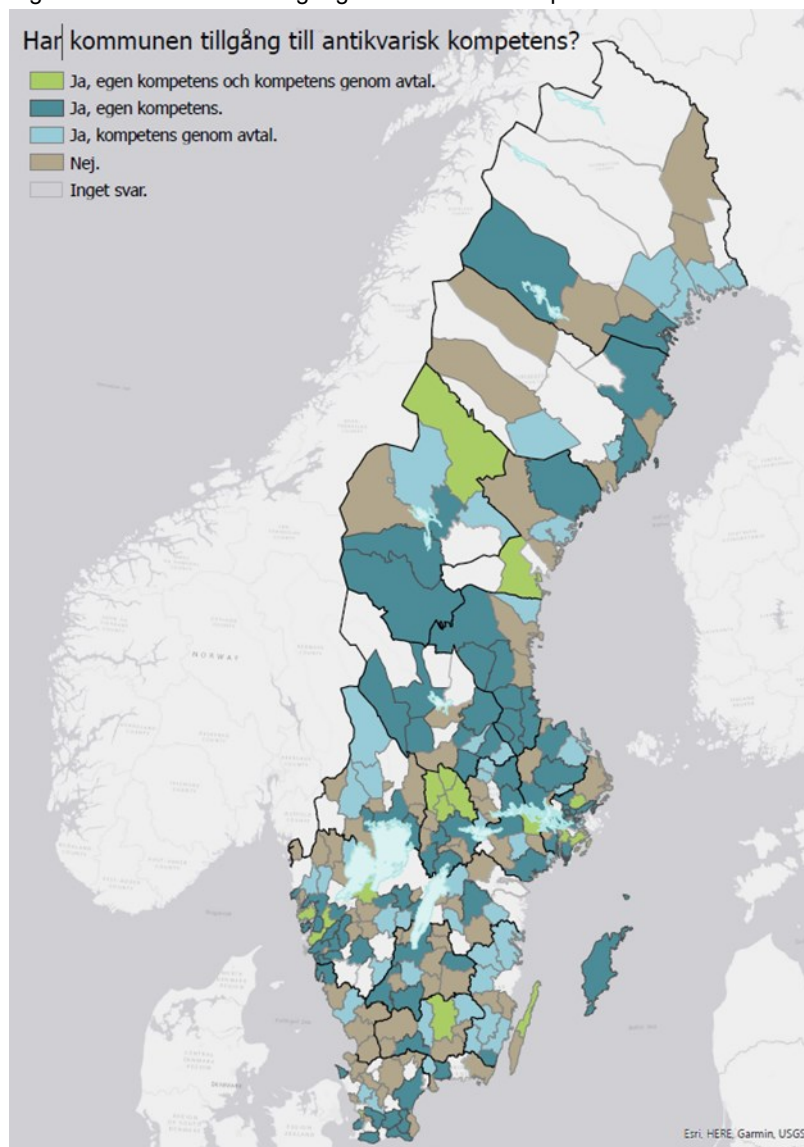 Har kommunen tillgång till antikvarisk kompetens?
Ja, egen kompetens och kompetens genom avtal.
Ja, egen kompetens.
Ja, kompetens genom avtal.
Nej.
Inget svar.
NORWAY
DENMARK
Esri, HERE, Garmin, USGS